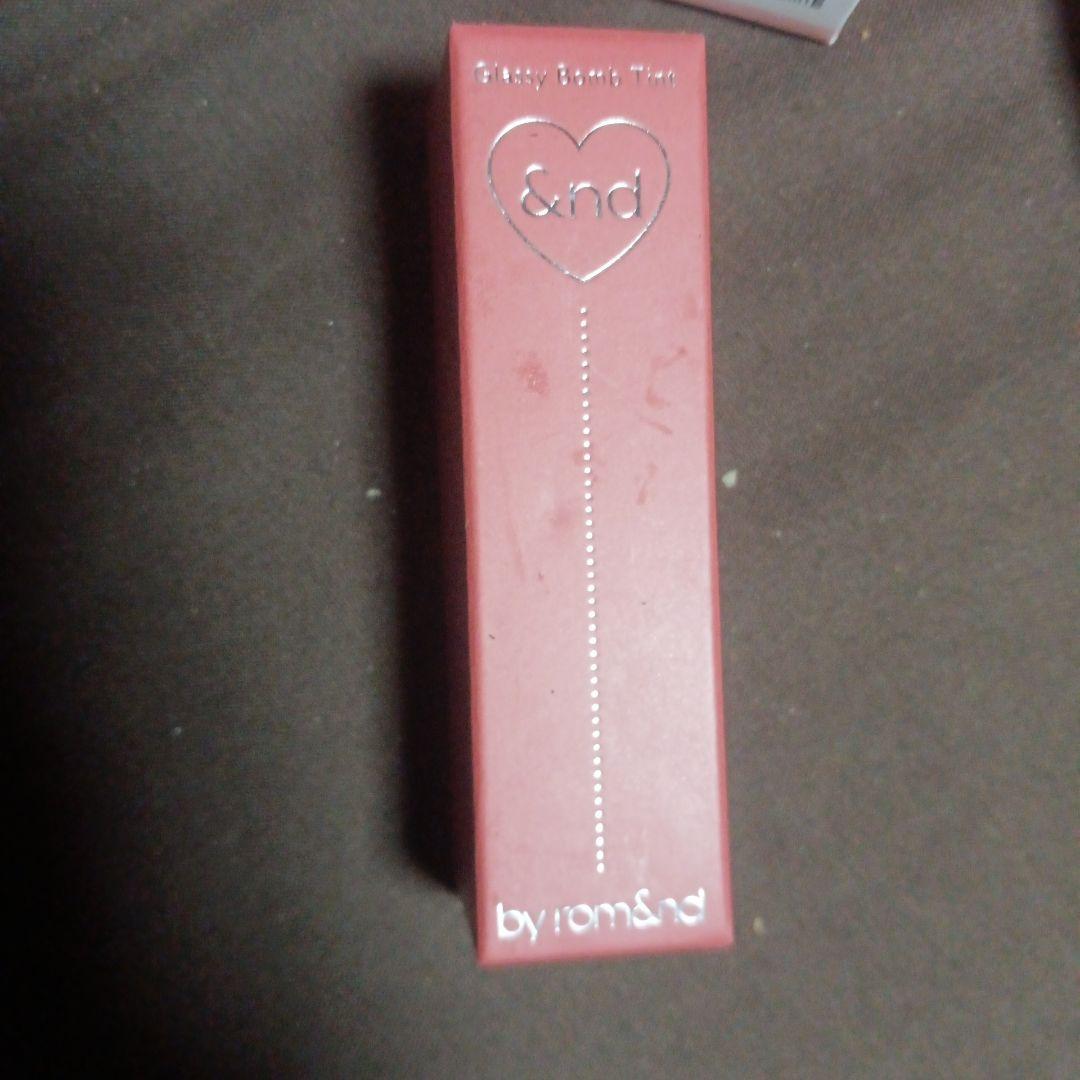 Glassy Bomb Tint
&nd
by rom&nd